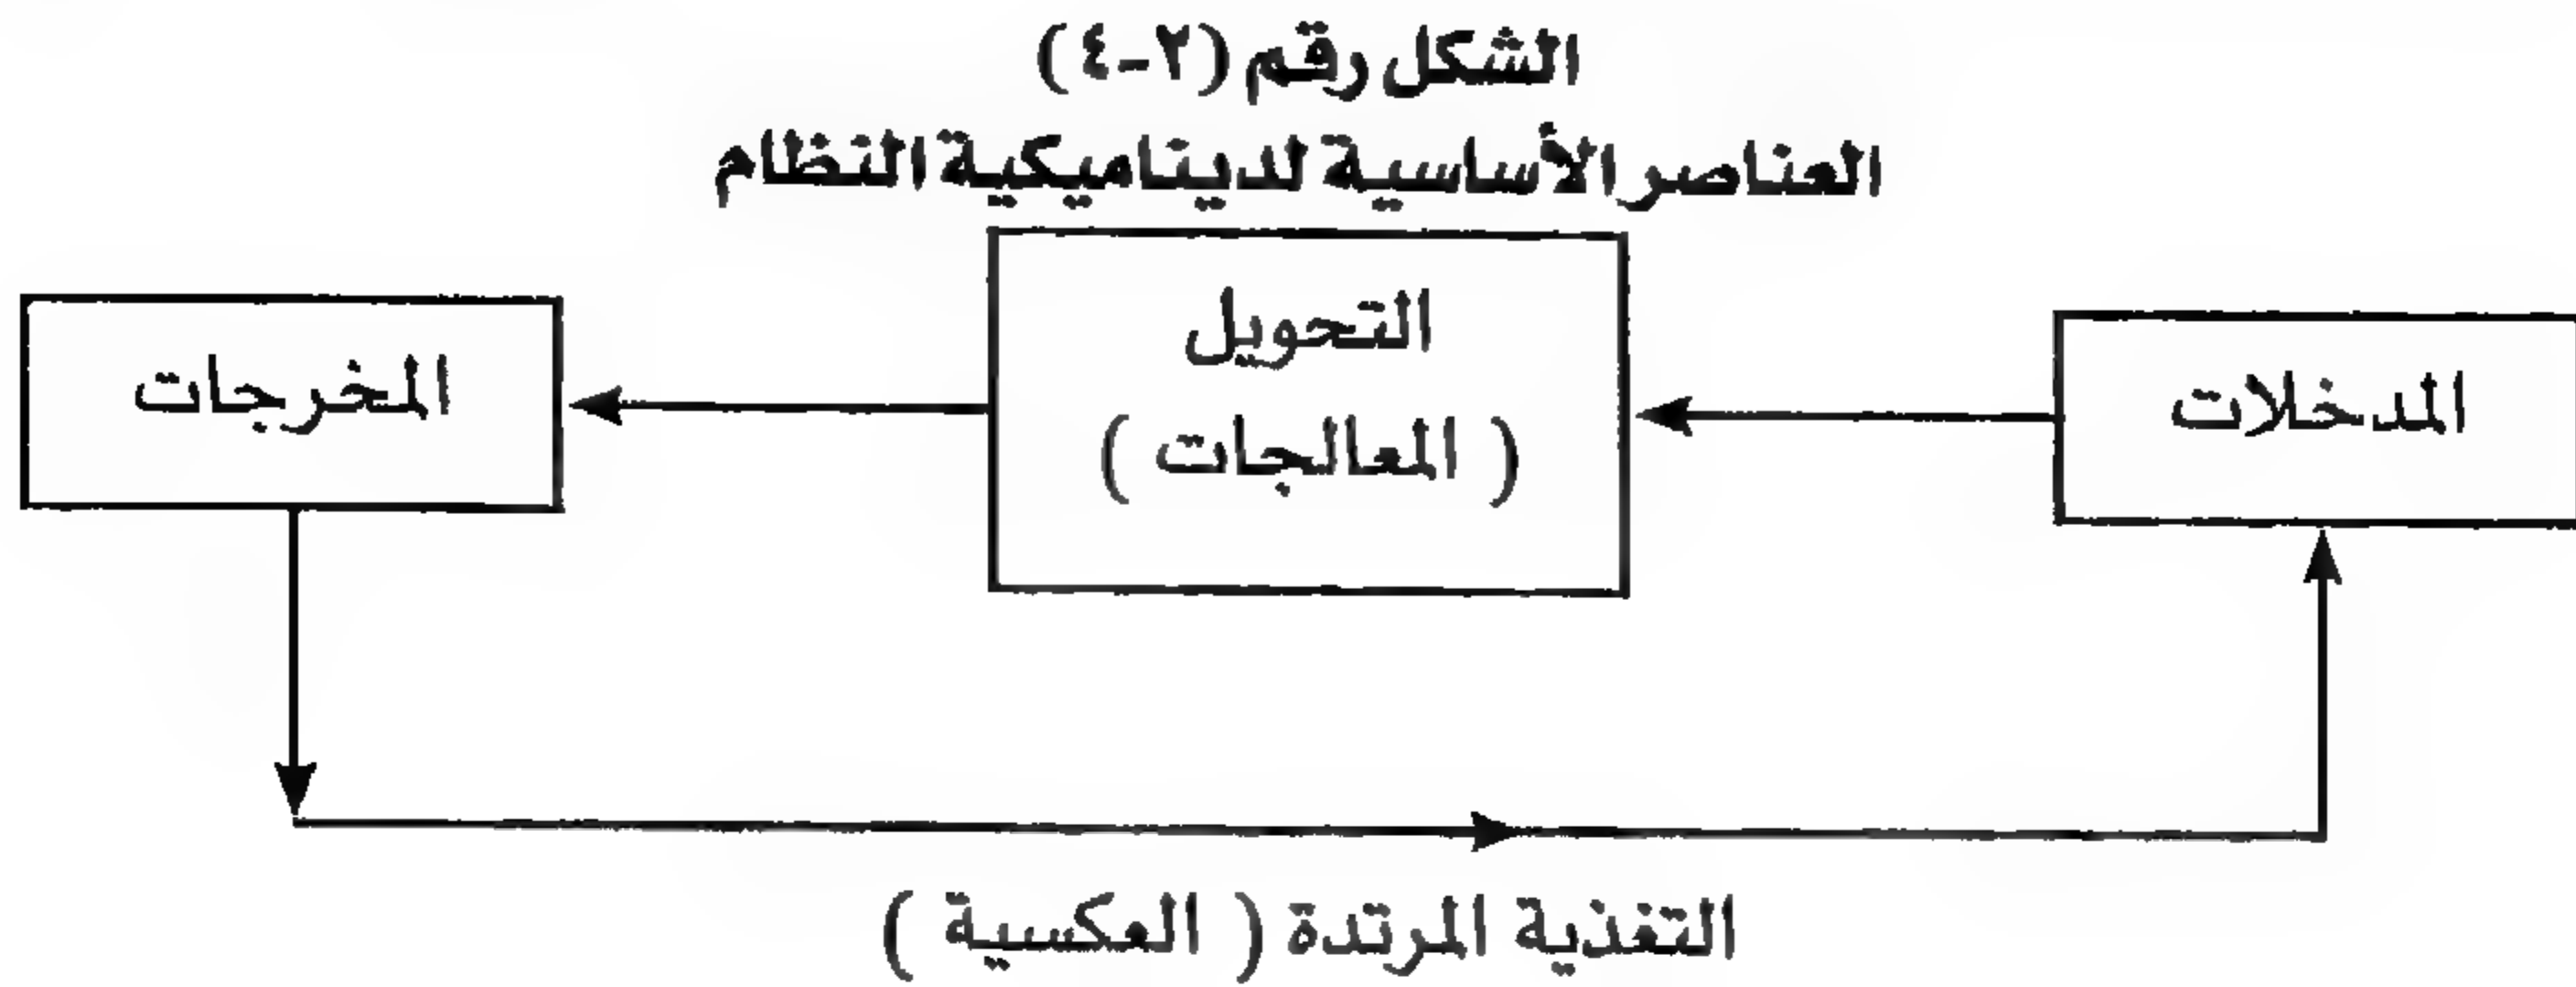 الشكل رقم (٢-٤)
العناصر الأساسية لديناميكية النظام
المدخلات
التحويل
( المعالجات )
المخرجات
التغذية المرتدة ( العكسية )